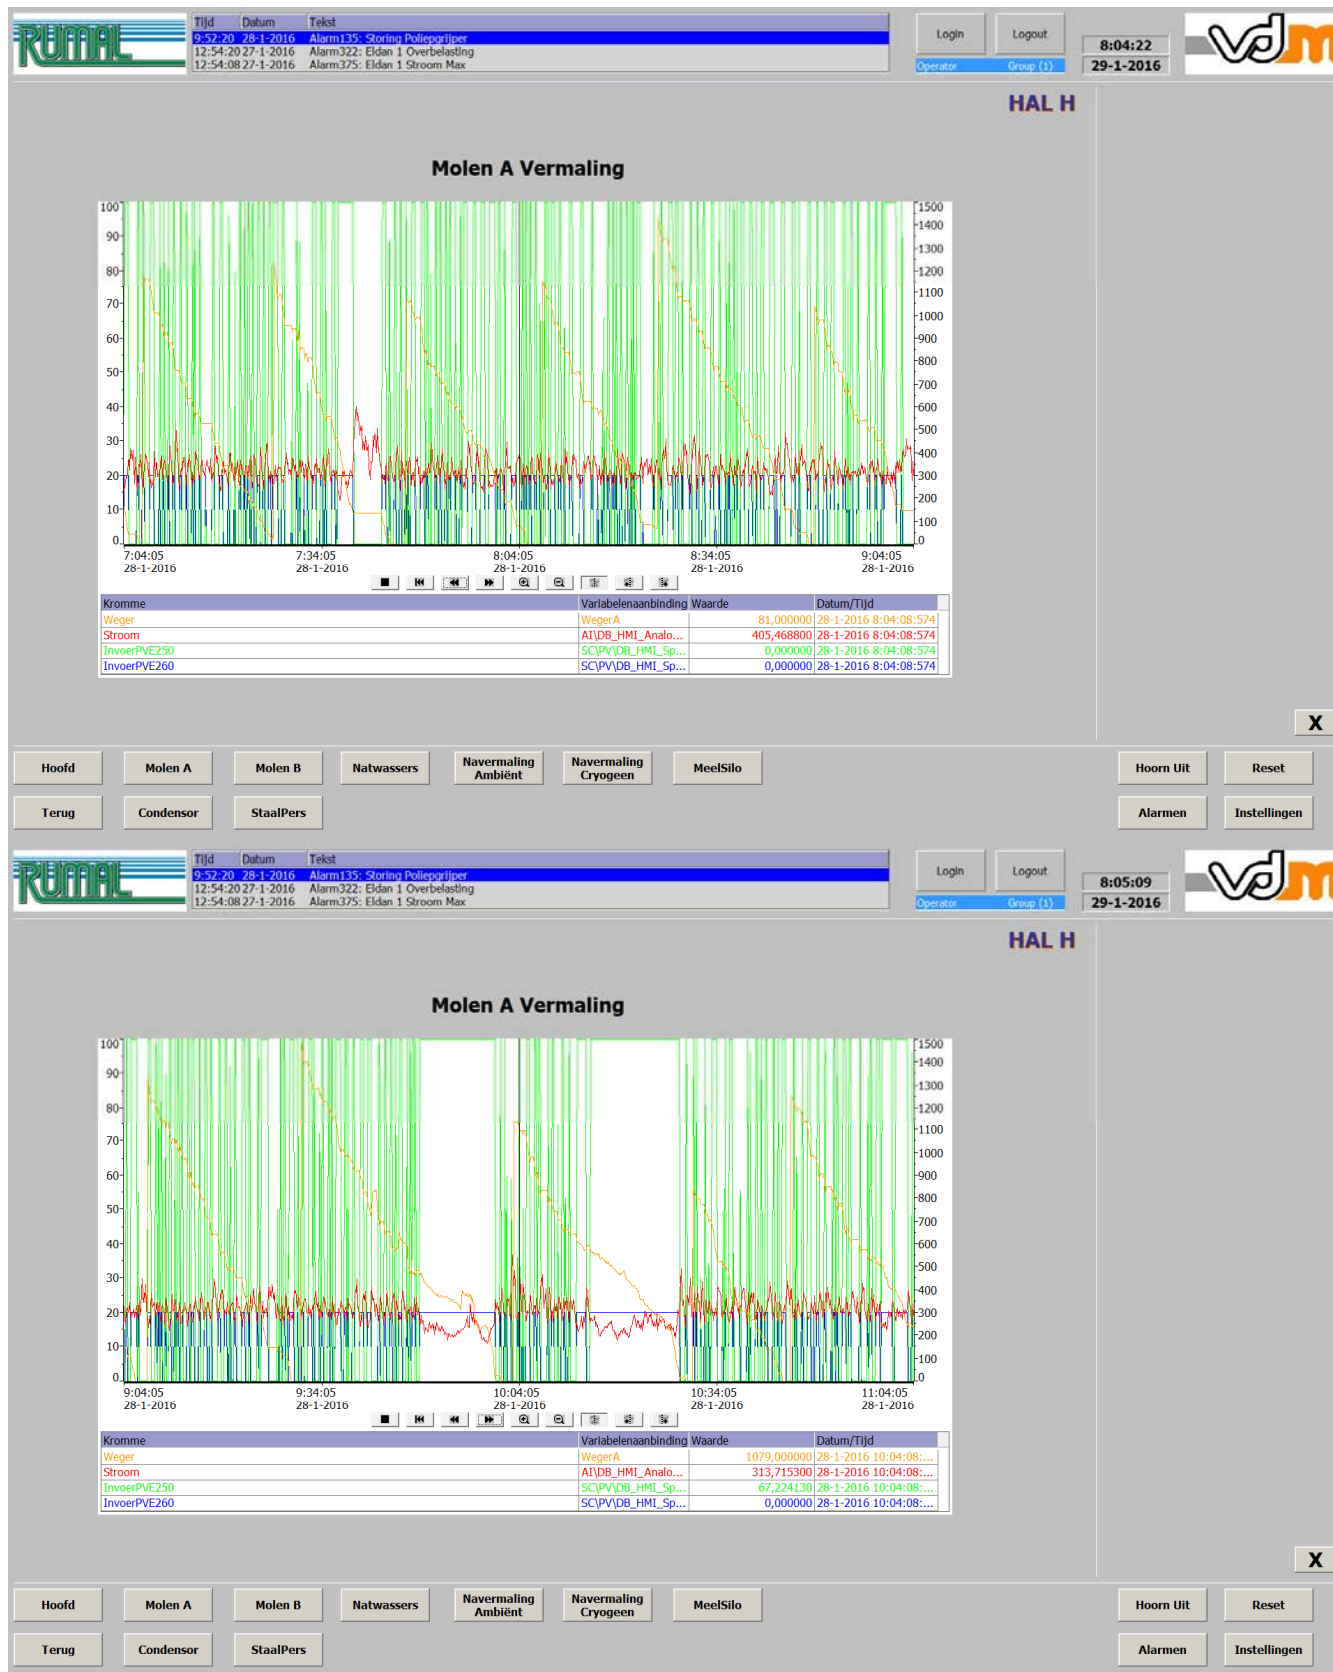 RUMAL
Tijd Datum Tekst
9:52:20 28-1-2016 Alarm135: Storing Poliepgrijper
12:54:20 27-1-2016 Alarm322: Eldan 1 Overbelasting
12:54:08 27-1-2016 Alarm375: Eldan 1 Stroom Max
Login Logout
Operator Group (1)
8:04:22
29-1-2016
vdm
HAL H
Molen A Vermaling
100 1500
1400
90 1300
80 1200
1100
70 1000
60 900
800
50 700
40 600
500
30 400
20 300
200
10 100
0 0
7:04:05 7:34:05 8:04:05 8:34:05 9:04:05
28-1-2016 28-1-2016 28-1-2016 28-1-2016 28-1-2016
Kromme Variabelenaanbinding Waarde Datum/Tijd
Weger WegerA 81,000000 28-1-2016 8:04:08:574
Stroom AI\DB_HMI_Analo... 405,468800 28-1-2016 8:04:08:574
InvoerPVE250 SC\PV\DB_HMI_Sp... 0,000000 28-1-2016 8:04:08:574
InvoerPVE260 SC\PV\DB_HMI_Sp... 0,000000 28-1-2016 8:04:08:574
X
Hoofd Molen A Molen B Natwassers Navermaling Ambiënt Navermaling Cryogeen MeelSilo Hoorn Uit Reset
Terug Condensor StaalPers Alarmen Instellingen
RUMAL
Tijd Datum Tekst
9:52:20 28-1-2016 Alarm135: Storing Poliepgrijper
12:54:20 27-1-2016 Alarm322: Eldan 1 Overbelasting
12:54:08 27-1-2016 Alarm375: Eldan 1 Stroom Max
Login Logout
Operator Group (1)
8:05:09
29-1-2016
vdm
HAL H
Molen A Vermaling
100 1500
1400
90 1300
80 1200
1100
70 1000
60 900
800
50 700
40 600
500
30 400
20 300
200
10 100
0 0
9:04:05 9:34:05 10:04:05 10:34:05 11:04:05
28-1-2016 28-1-2016 28-1-2016 28-1-2016 28-1-2016
Kromme Variabelenaanbinding Waarde Datum/Tijd
Weger WegerA 1079,000000 28-1-2016 10:04:08:...
Stroom AI\DB_HMI_Analo... 313,715300 28-1-2016 10:04:08:...
InvoerPVE250 SC\PV\DB_HMI_Sp... 67,224130 28-1-2016 10:04:08:...
InvoerPVE260 SC\PV\DB_HMI_Sp... 0,000000 28-1-2016 10:04:08:...
X
Hoofd Molen A Molen B Natwassers Navermaling Ambiënt Navermaling Cryogeen MeelSilo Hoorn Uit Reset
Terug Condensor StaalPers Alarmen Instellingen